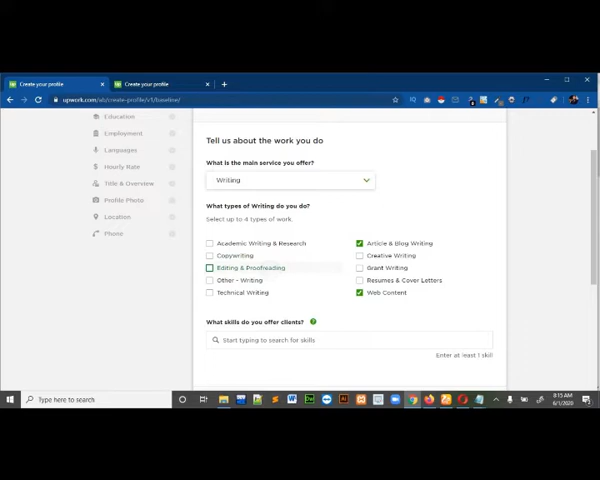 Create your profile × Create your profile × +
upwork.com/ab/create-profile/v1/baseline/
Education
Employment
Languages
Hourly Rate
Title & Overview
Profile Photo
Location
Phone
Tell us about the work you do
What is the main service you offer?
Writing
What types of Writing do you do?
Select up to 4 types of work.
Academic Writing & Research Article & Blog Writing
Copywriting Creative Writing
Editing & Proofreading Grant Writing
Other - Writing Resumes & Cover Letters
Technical Writing Web Content
What skills do you offer clients? ?
Start typing to search for skills
Enter at least 1 skill
Type here to search
8:15 AM
6/1/2020